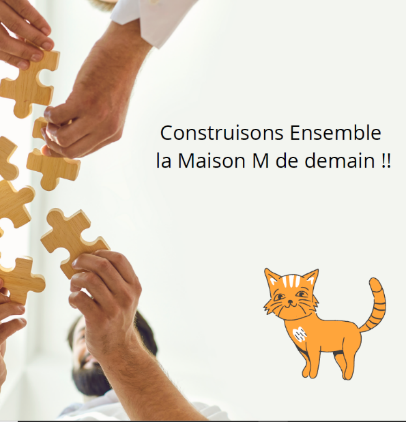 Construisons Ensemble
la Maison M de demain !!